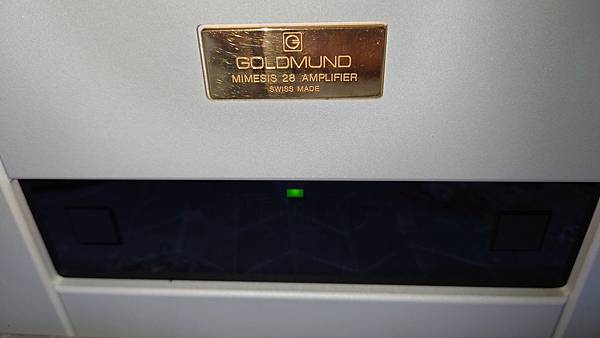 G
GOLDMUND
MIMESIS 28 AMPLIFIER
SWISS MADE